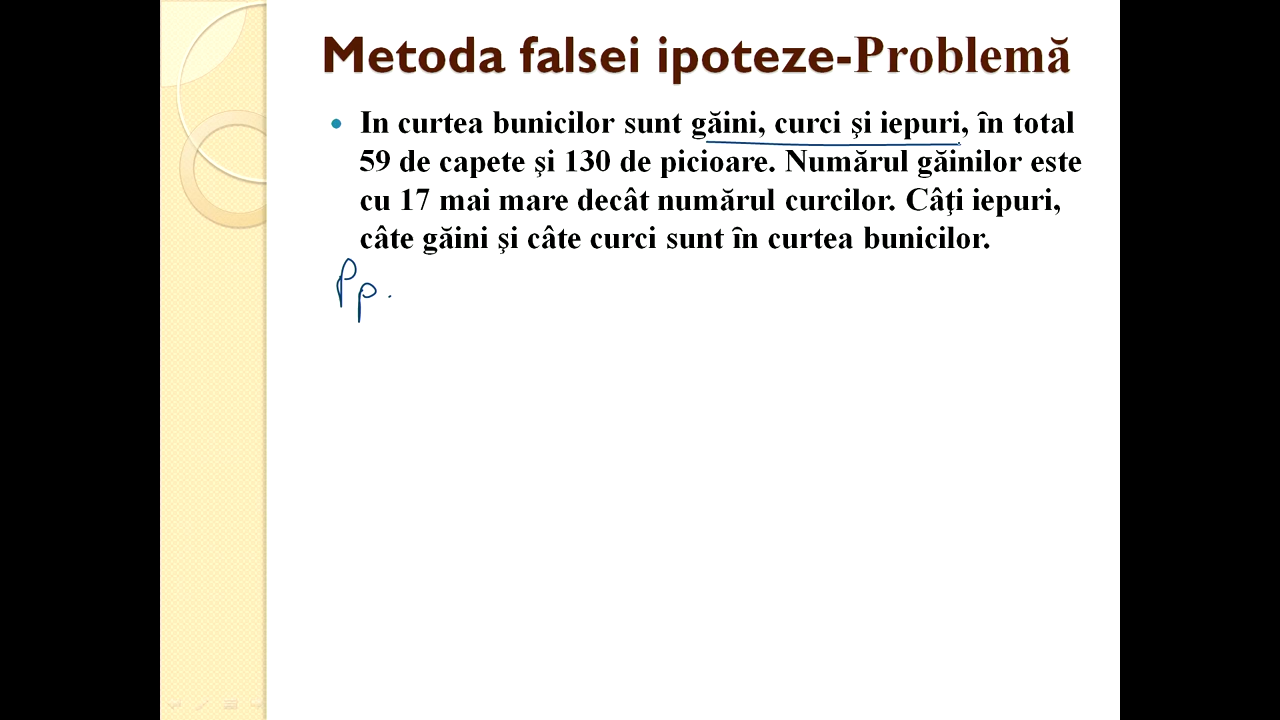 Metoda falsei ipoteze-Problemă
In curtea bunicilor sunt găini, curci şi iepuri, în total
59 de capete şi 130 de picioare. Numărul găinilor este
cu 17 mai mare decât numărul curcilor. Câţi iepuri,
câte găini şi câte curci sunt în curtea bunicilor.
Pp.